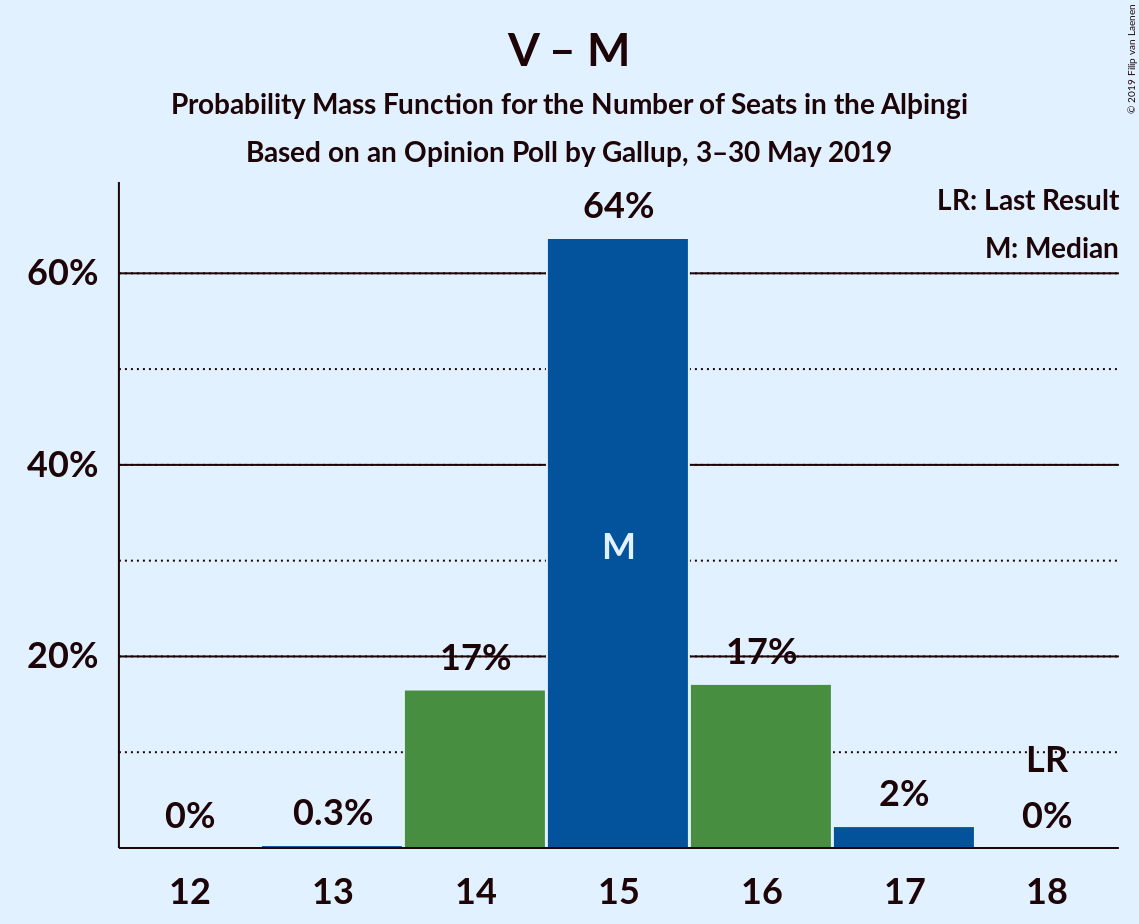 V – M
Probability Mass Function for the Number of Seats in the Alþingi
Based on an Opinion Poll by Gallup, 3–30 May 2019
© 2019 Filip van Laenen
LR: Last Result
M: Median
60%
40%
20%
0%
0.3%
17%
64%
M
17%
2%
LR
0%
12
13
14
15
16
17
18